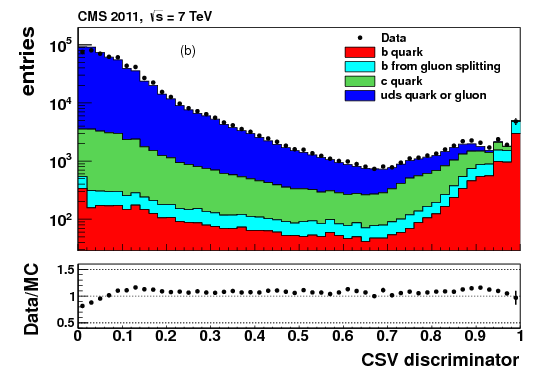 CMS 2011, √s = 7 TeV
entries
(b)
Data
b quark
b from gluon splitting
c quark
uds quark or gluon
10⁵
10⁴
10³
10²
Data/MC
1.5
1
0.5
0 0.1 0.2 0.3 0.4 0.5 0.6 0.7 0.8 0.9 1
CSV discriminator